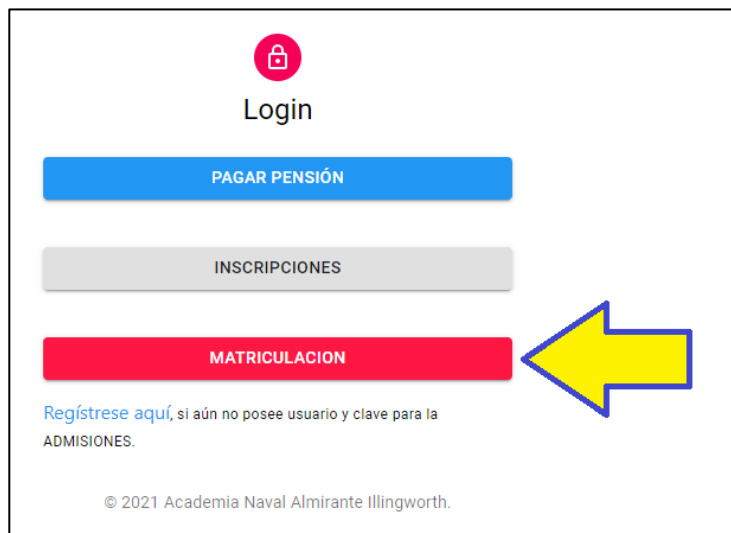 Login
PAGAR PENSIÓN
INSCRIPCIONES
MATRICULACION
Regístrese aquí, si aún no posee usuario y clave para la
ADMISIONES.
© 2021 Academia Naval Almirante Illingworth.